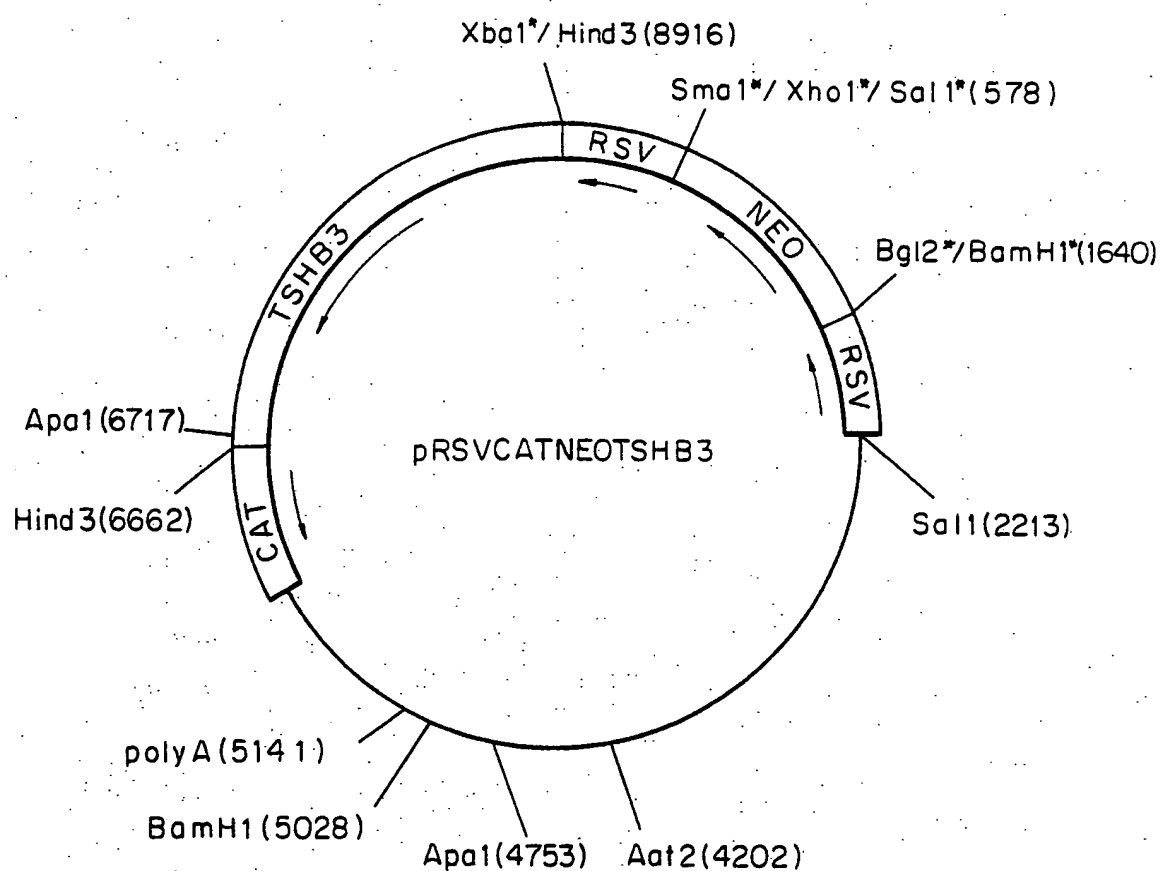 Xba1*/Hind3(8916)
Sma1*/Xho1*/Sal1*(578)
RSV
NEO
TSHB3
Bgl2*/BamH1*(1640)
RSV
Apa1(6717)
pRSVCATNEOTSHB3
Hind3(6662)
CAT
Sal1(2213)
polyA(5141)
BamH1(5028)
Apa1(4753)
Aat2(4202)